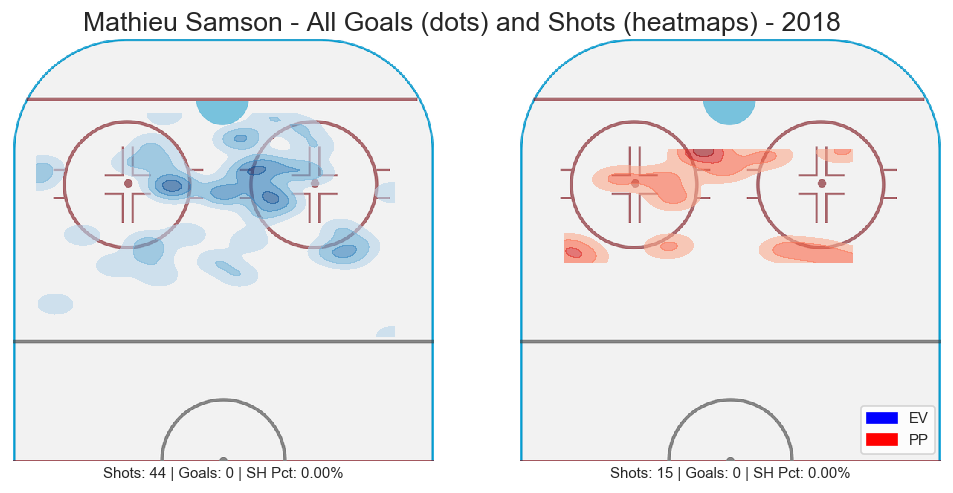 Mathieu Samson - All Goals (dots) and Shots (heatmaps) - 2018
EV
PP
Shots: 44 | Goals: 0 | SH Pct: 0.00%
Shots: 15 | Goals: 0 | SH Pct: 0.00%